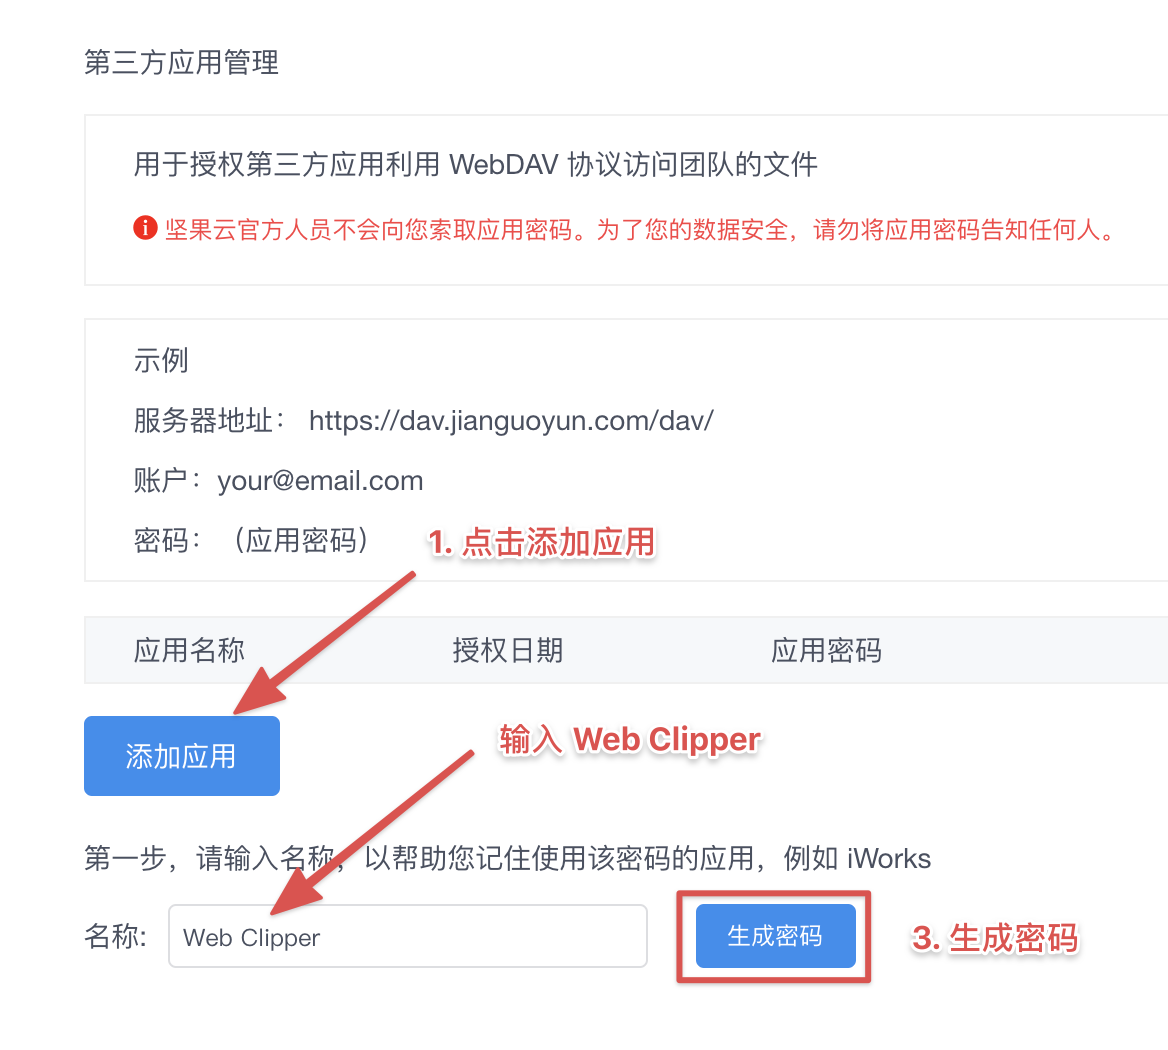 第三方应用管理
用于授权第三方应用利用 WebDAV 协议访问团队的文件
坚果云官方人员不会向您索取应用密码。为了您的数据安全，请勿将应用密码告知任何人。
示例
服务器地址： https://dav.jianguoyun.com/dav/
账户：your@email.com
密码：（应用密码）
1. 点击添加应用
应用名称 授权日期 应用密码
输入 Web Clipper
添加应用
第一步，请输入名称，以帮助您记住使用该密码的应用，例如 iWorks
名称: Web Clipper 生成密码 3. 生成密码